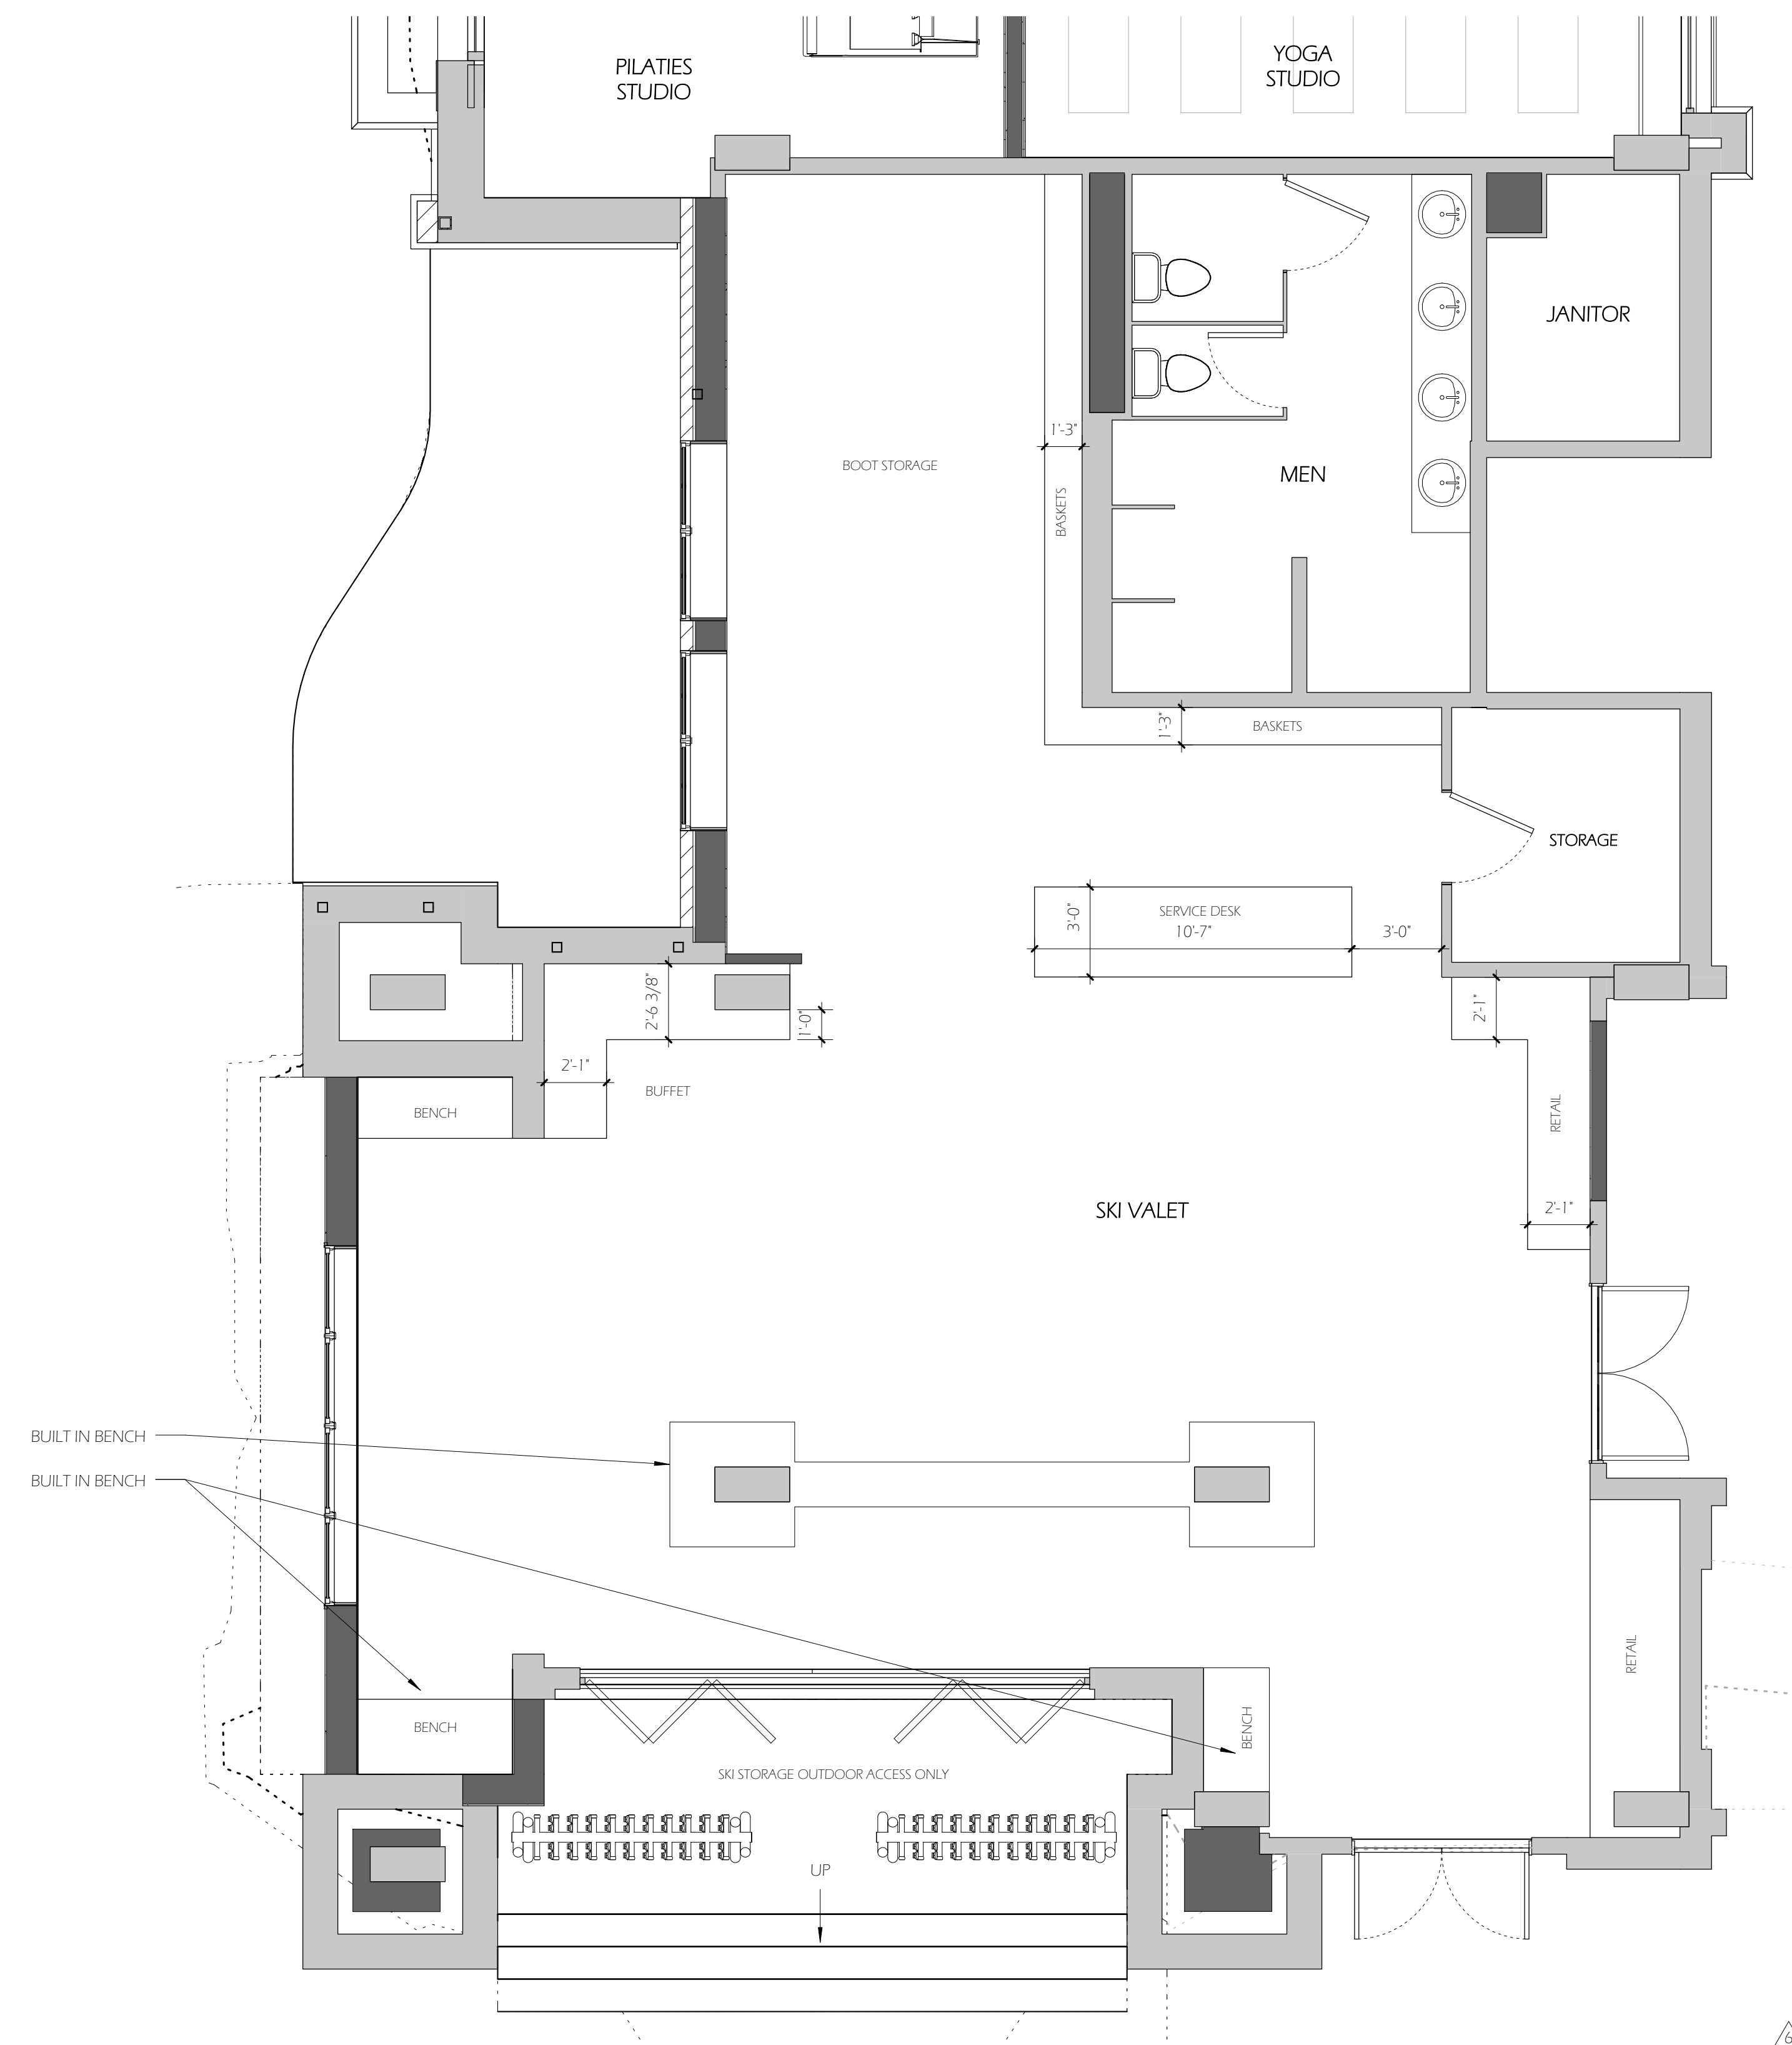 PILATIES
STUDIO
YOGA
STUDIO
JANITOR
1'-3"
BOOT STORAGE
MEN
BASKETS
1'-3"
BASKETS
STORAGE
SERVICE DESK
3'-0"
10'-7"
3'-0"
2'-6 3/8"
1'-0"
2'-1"
2'-1"
BUFFET
BENCH
RETAIL
SKI VALET
2'-1"
BUILT IN BENCH
BUILT IN BENCH
RETAIL
BENCH
BENCH
SKI STORAGE OUTDOOR ACCESS ONLY
UP